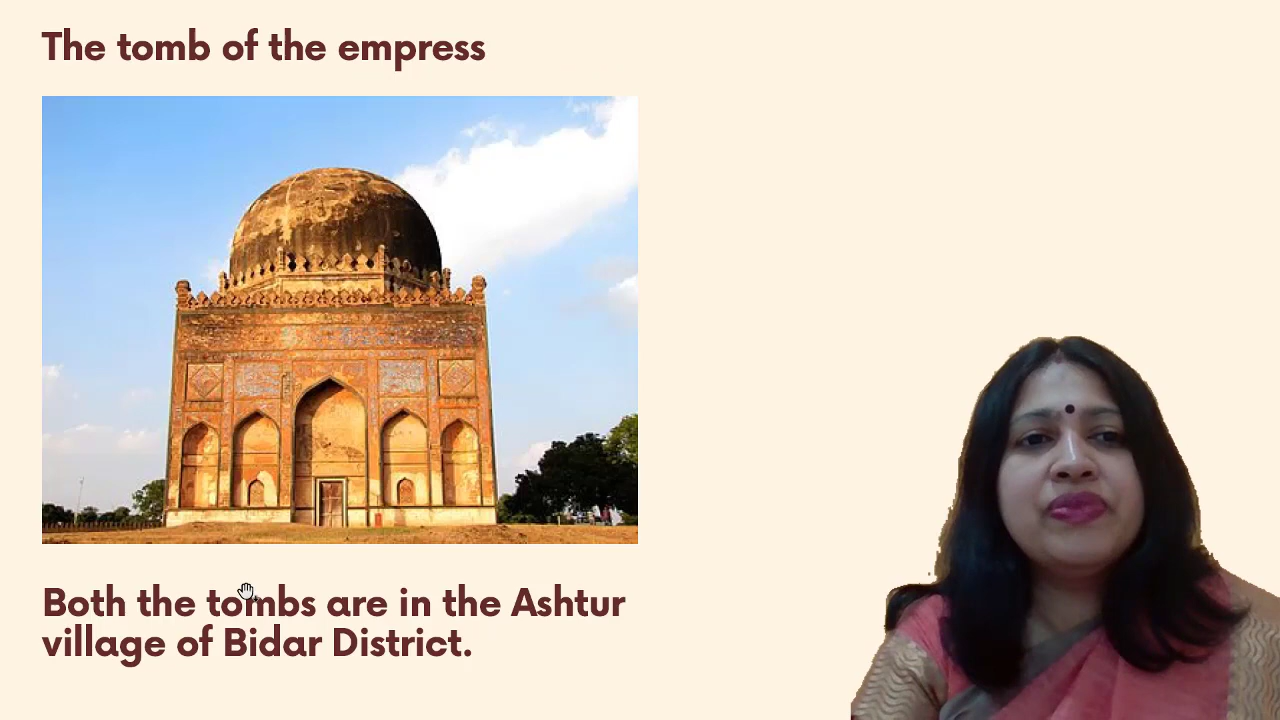 The tomb of the empress
Both the tombs are in the Ashtur
village of Bidar District.